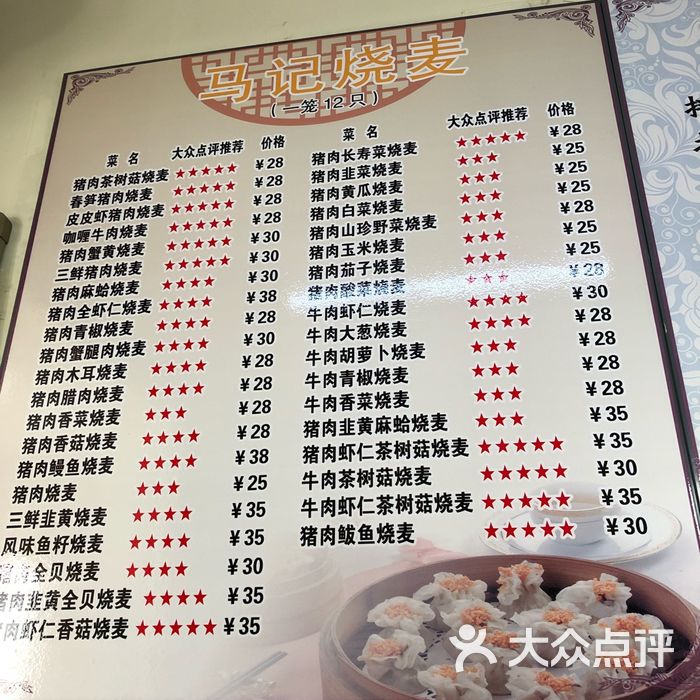 马记烧麦
(一笼12只)
菜 名 大众点评推荐 价格
猪肉茶树菇烧麦 ¥28
春笋猪肉烧麦 ¥28
皮皮虾猪肉烧麦 ¥28
咖喱牛肉烧麦 ¥28
猪肉蟹黄烧麦 ¥30
三鲜猪肉烧麦 ¥30
猪肉麻蛤烧麦 ¥30
猪肉全虾仁烧麦 ¥38
猪肉青椒烧麦 ¥28
猪肉蟹腿肉烧麦 ¥28
猪肉木耳烧麦 ¥28
猪肉腊肉烧麦 ¥28
猪肉香菜烧麦 ¥28
猪肉香菇烧麦 ¥28
猪肉鳗鱼烧麦 ¥38
猪肉烧麦 ¥25
三鲜韭黄烧麦 ¥35
风味鱼籽烧麦 ¥35
猪肉全贝烧麦 ¥30
猪肉韭黄全贝烧麦 ¥35
肉虾仁香菇烧麦 ¥35
菜 名 大众点评推荐 价格
猪肉长寿菜烧麦 ¥28
猪肉韭菜烧麦 ¥25
猪肉黄瓜烧麦 ¥25
猪肉白菜烧麦 ¥25
猪肉山珍野菜烧麦 ¥28
猪肉玉米烧麦 ¥25
猪肉茄子烧麦 ¥25
猪肉酸菜烧麦 ¥28
牛肉虾仁烧麦 ¥30
牛肉大葱烧麦 ¥28
牛肉胡萝卜烧麦 ¥28
牛肉青椒烧麦 ¥28
牛肉香菜烧麦 ¥28
猪肉韭黄麻蛤烧麦 ¥35
猪肉虾仁茶树菇烧麦 ¥35
牛肉茶树菇烧麦 ¥30
牛肉虾仁茶树菇烧麦 ¥35
猪肉鲅鱼烧麦 ¥30
大众点评